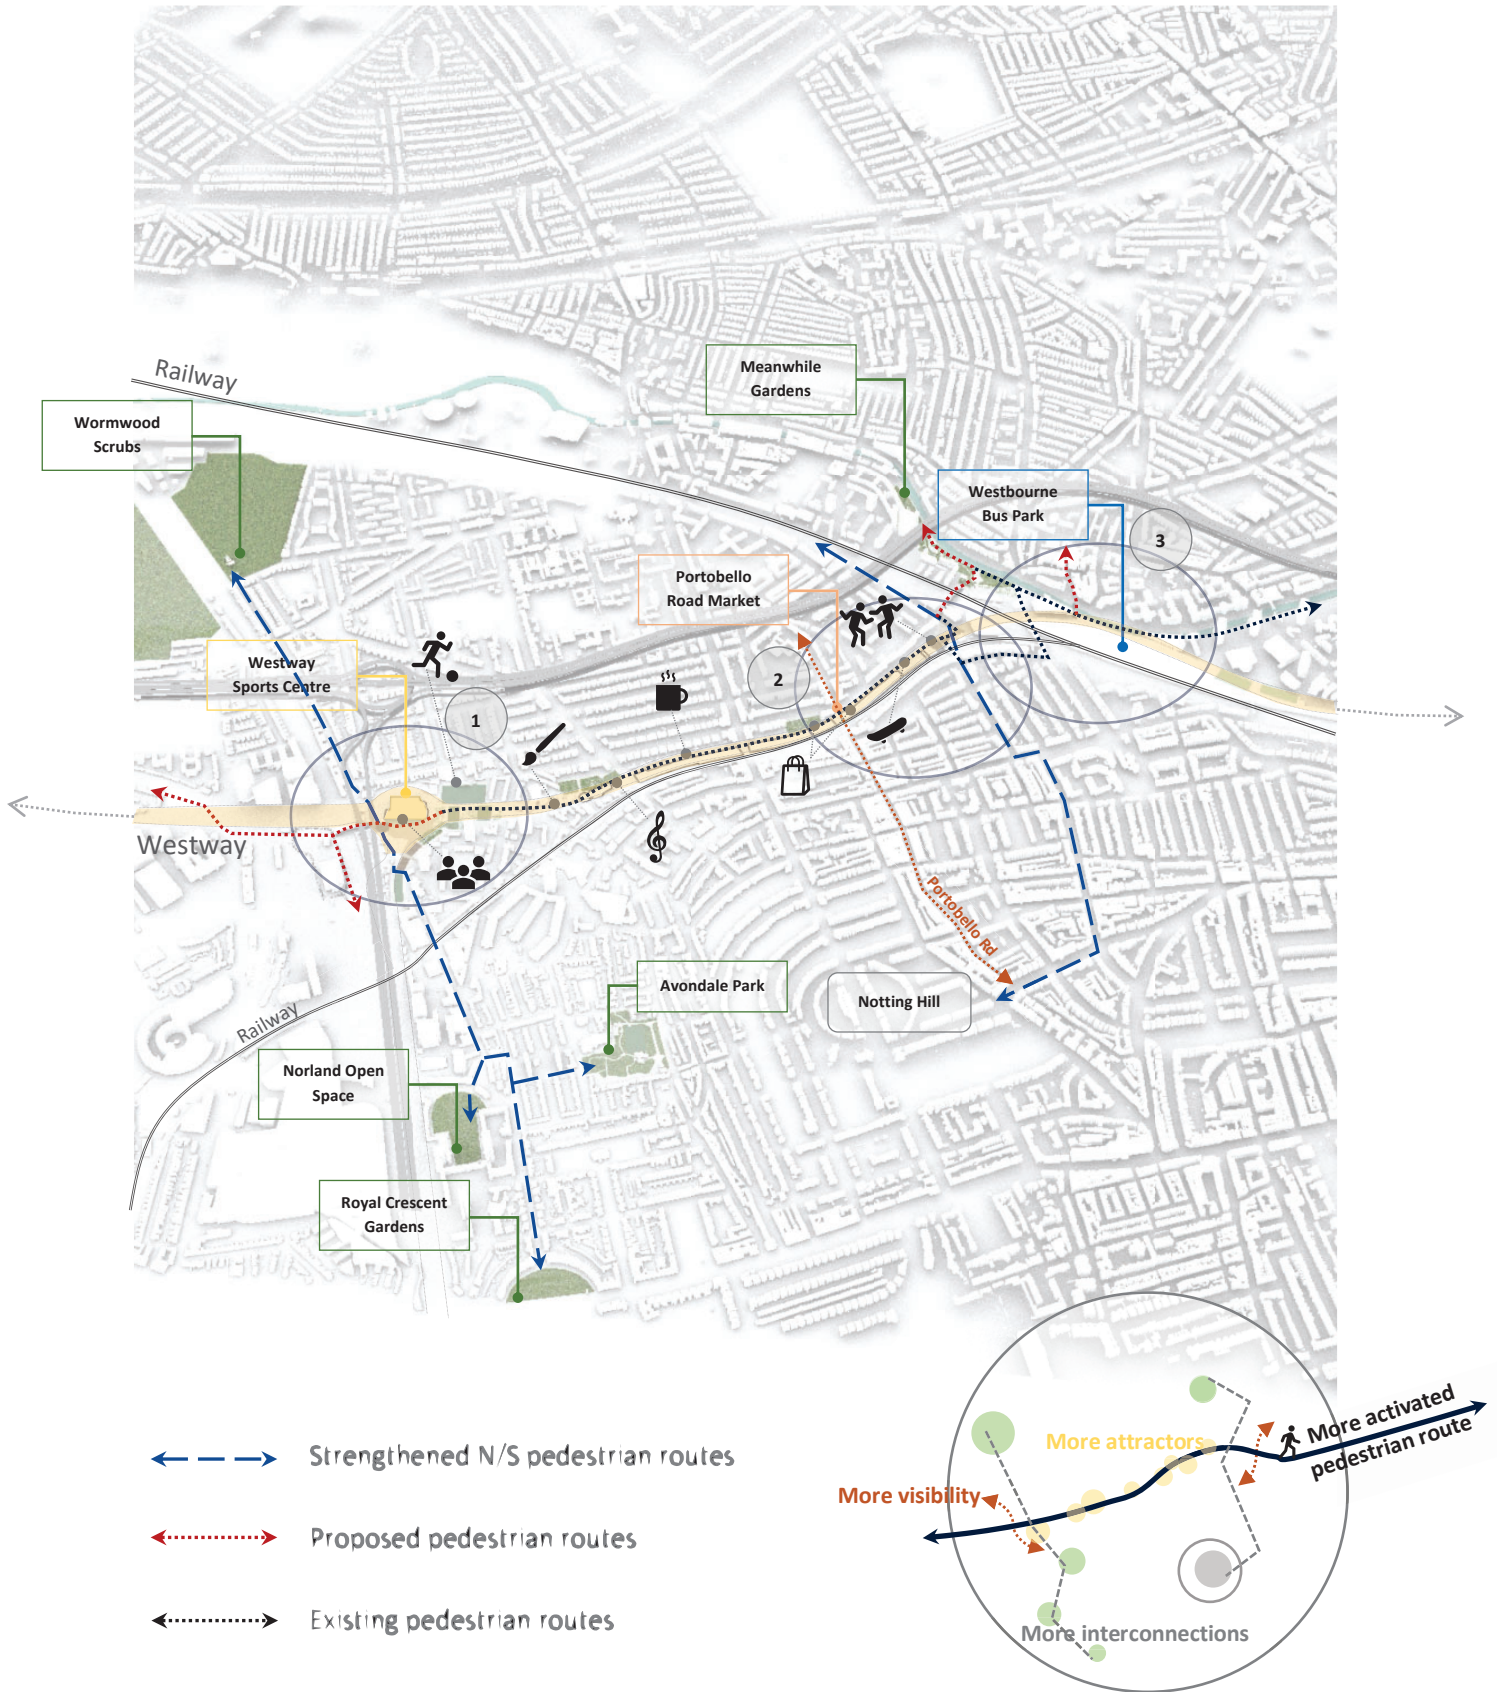 Railway
Wormwood
Scrubs
Meanwhile
Gardens
Westbourne
Bus Park
3
Portobello
Road Market
Westway
Sports Centre
1
2
Westway
Portobello Rd
Avondale Park
Notting Hill
Railway
Norland Open
Space
Royal Crescent
Gardens
Strengthened N/S pedestrian routes
Proposed pedestrian routes
Existing pedestrian routes
More activated
pedestrian route
More attractors
More visibility
More interconnections